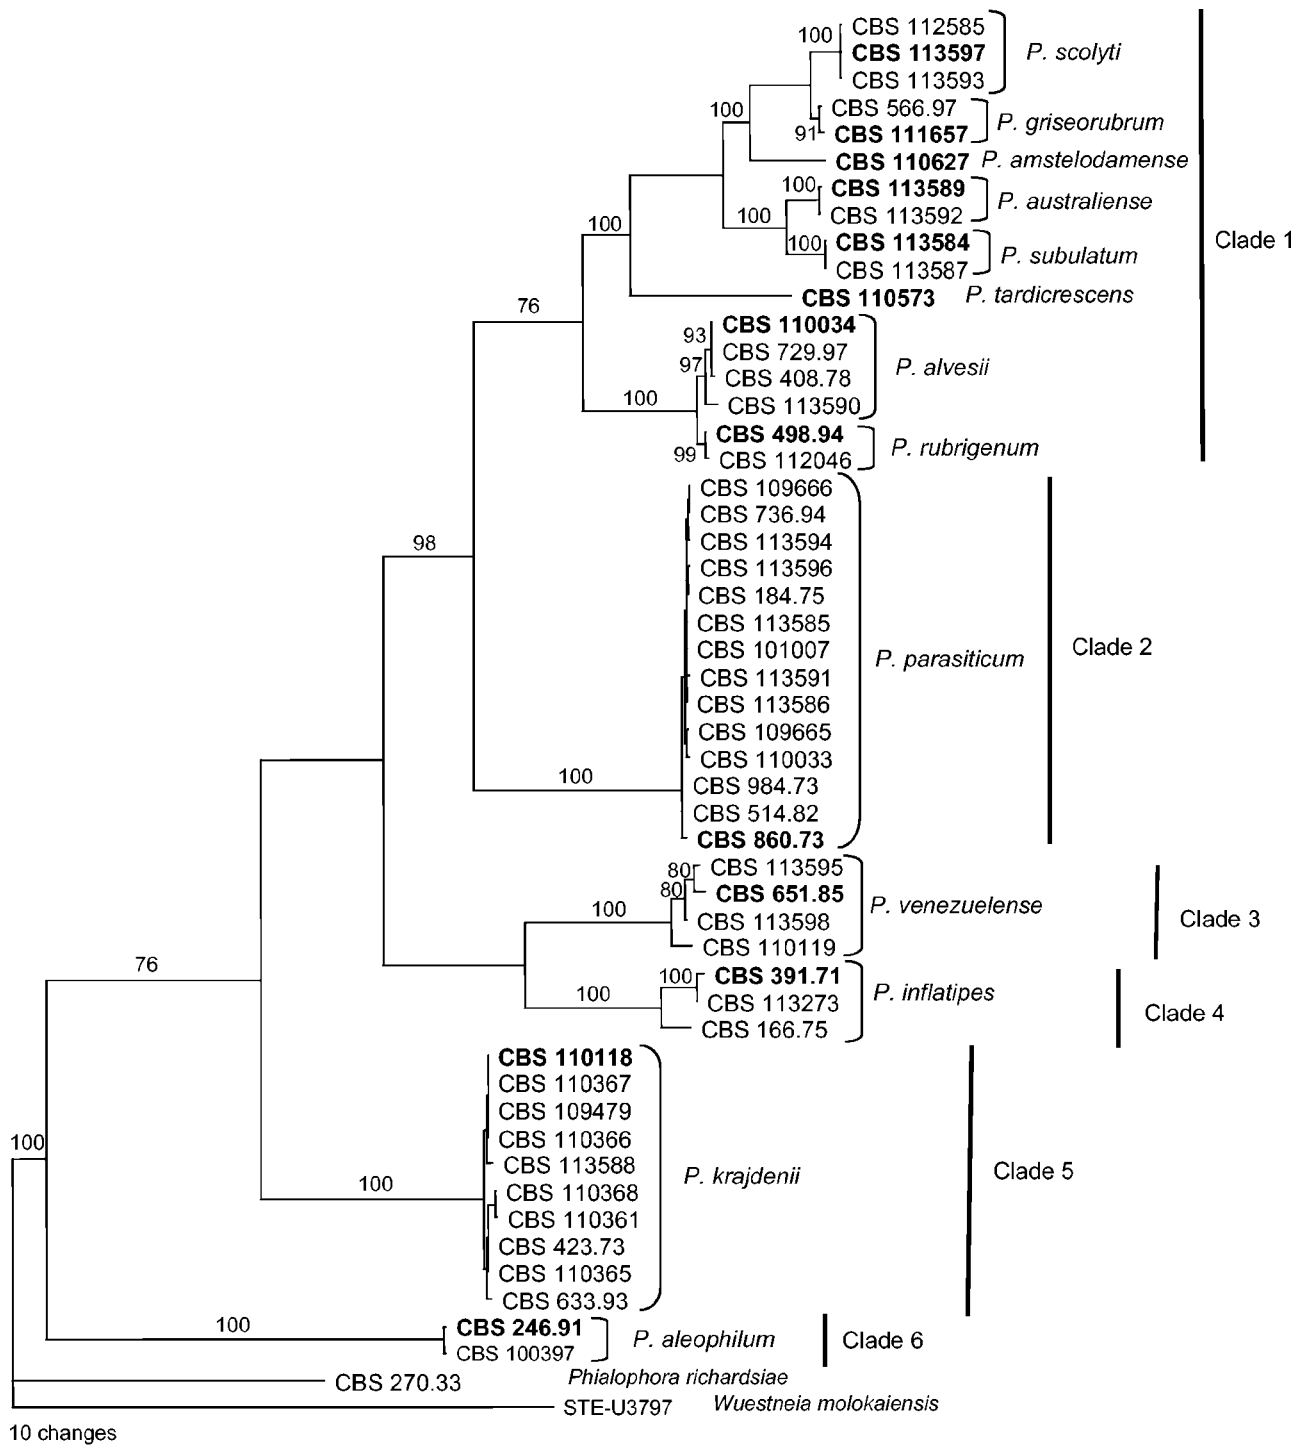 100 CBS 112585
CBS 113597 P. scolyti
CBS 113593
100 CBS 566.97
91 CBS 111657 P. griseorubrum
CBS 110627 P. amstelodamense
100 CBS 113589
100 CBS 113592 P. australiense
100 CBS 113584
CBS 113587 P. subulatum
100
CBS 110573 P. tardicrescens
Clade 1
76
93 CBS 110034
97 CBS 729.97
CBS 408.78 P. alvesii
100 CBS 113590
CBS 498.94
99 CBS 112046 P. rubrigenum
CBS 109666
CBS 736.94
98 CBS 113594
CBS 113596
CBS 184.75
CBS 113585
CBS 101007
P. parasiticum Clade 2
CBS 113591
CBS 113586
CBS 109665
CBS 110033
100 CBS 984.73
CBS 514.82
CBS 860.73
80 CBS 113595
80 CBS 651.85
100 CBS 113598 P. venezuelense Clade 3
CBS 110119
76
100 CBS 391.71
100 CBS 113273 P. inflatipes Clade 4
CBS 166.75
CBS 110118
CBS 110367
CBS 109479
100 CBS 110366
CBS 113588
100 CBS 110368 P. krajdenii Clade 5
CBS 110361
CBS 423.73
CBS 110365
CBS 633.93
100 CBS 246.91
CBS 100397 P. aleophilum Clade 6
CBS 270.33 Phialophora richardsiae
STE-U3797 Wuestneia molokaiensis
10 changes